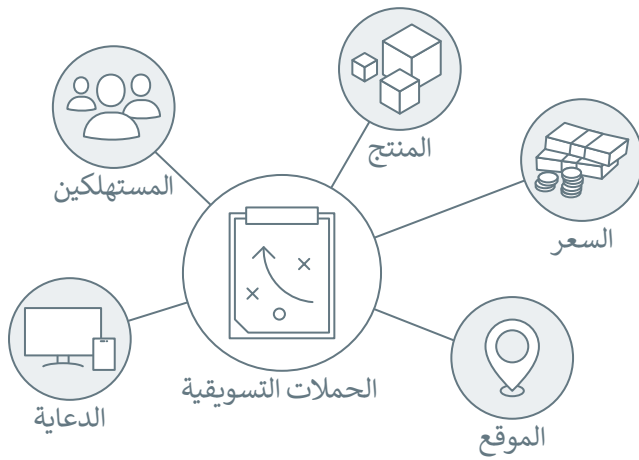 المنتج
المستهلكين
السعر
الحملات التسويقية
الدعاية
الموقع